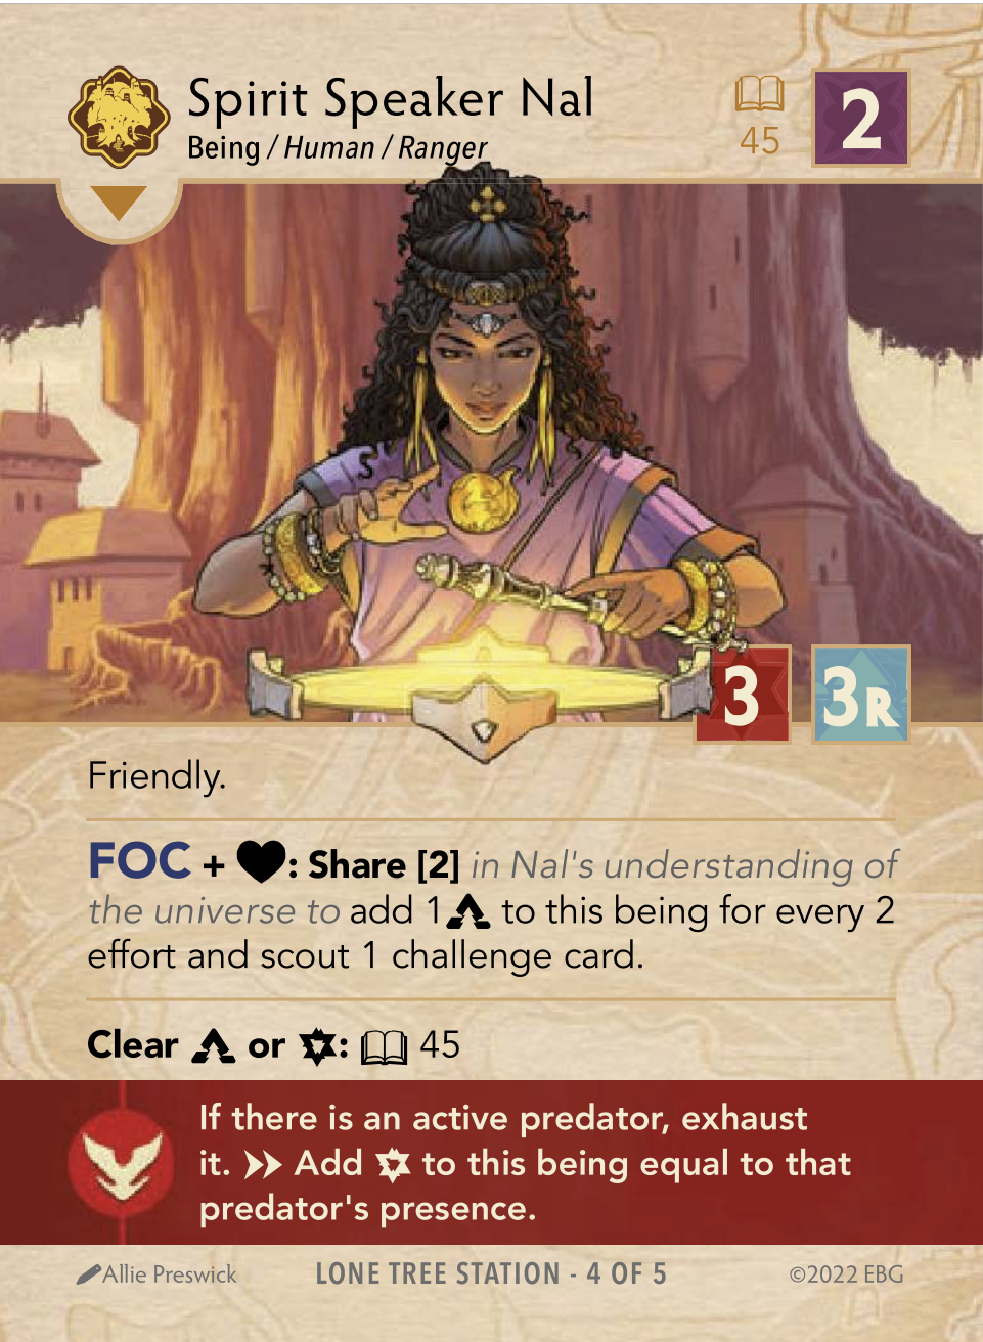 Spirit Speaker Nal
Being / Human / Ranger
45
2
3
3R
Friendly.
FOC + : Share [2] in Nal's understanding of
the universe to add 1 to this being for every 2
effort and scout 1 challenge card.
Clear or : 45
If there is an active predator, exhaust
it. Add to this being equal to that
predator's presence.
Allie Preswick
LONE TREE STATION - 4 OF 5
©2022 EBG